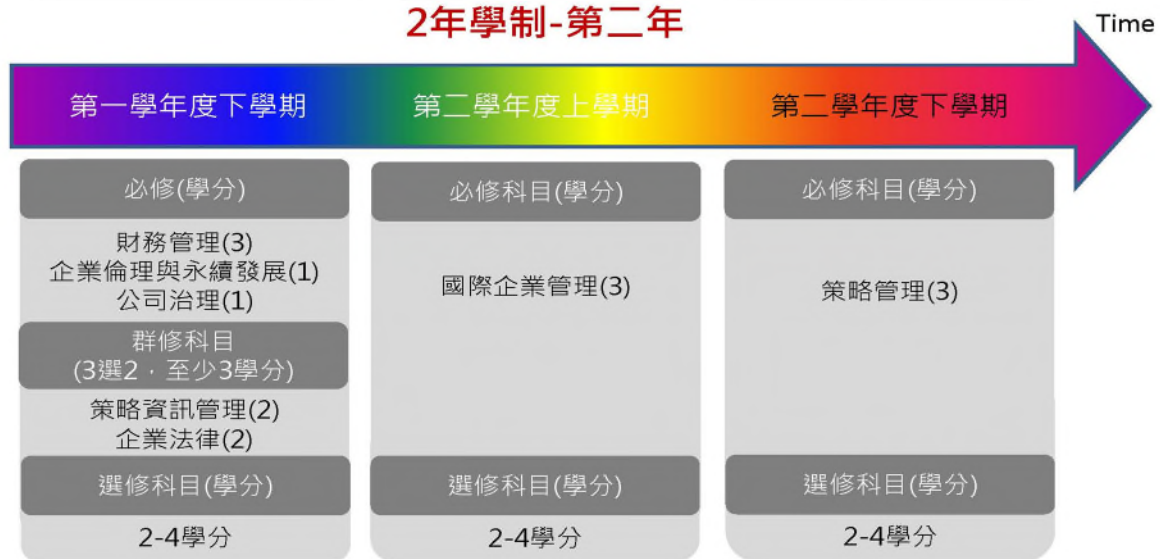 2年學制-第二年
Time
第一學年度下學期
第二學年度上學期
第二學年度下學期
必修(學分)
財務管理(3)
企業倫理與永續發展(1)
公司治理(1)
群修科目
(3選2，至少3學分)
策略資訊管理(2)
企業法律(2)
選修科目(學分)
2-4學分
必修科目(學分)
國際企業管理(3)
選修科目(學分)
2-4學分
必修科目(學分)
策略管理(3)
選修科目(學分)
2-4學分